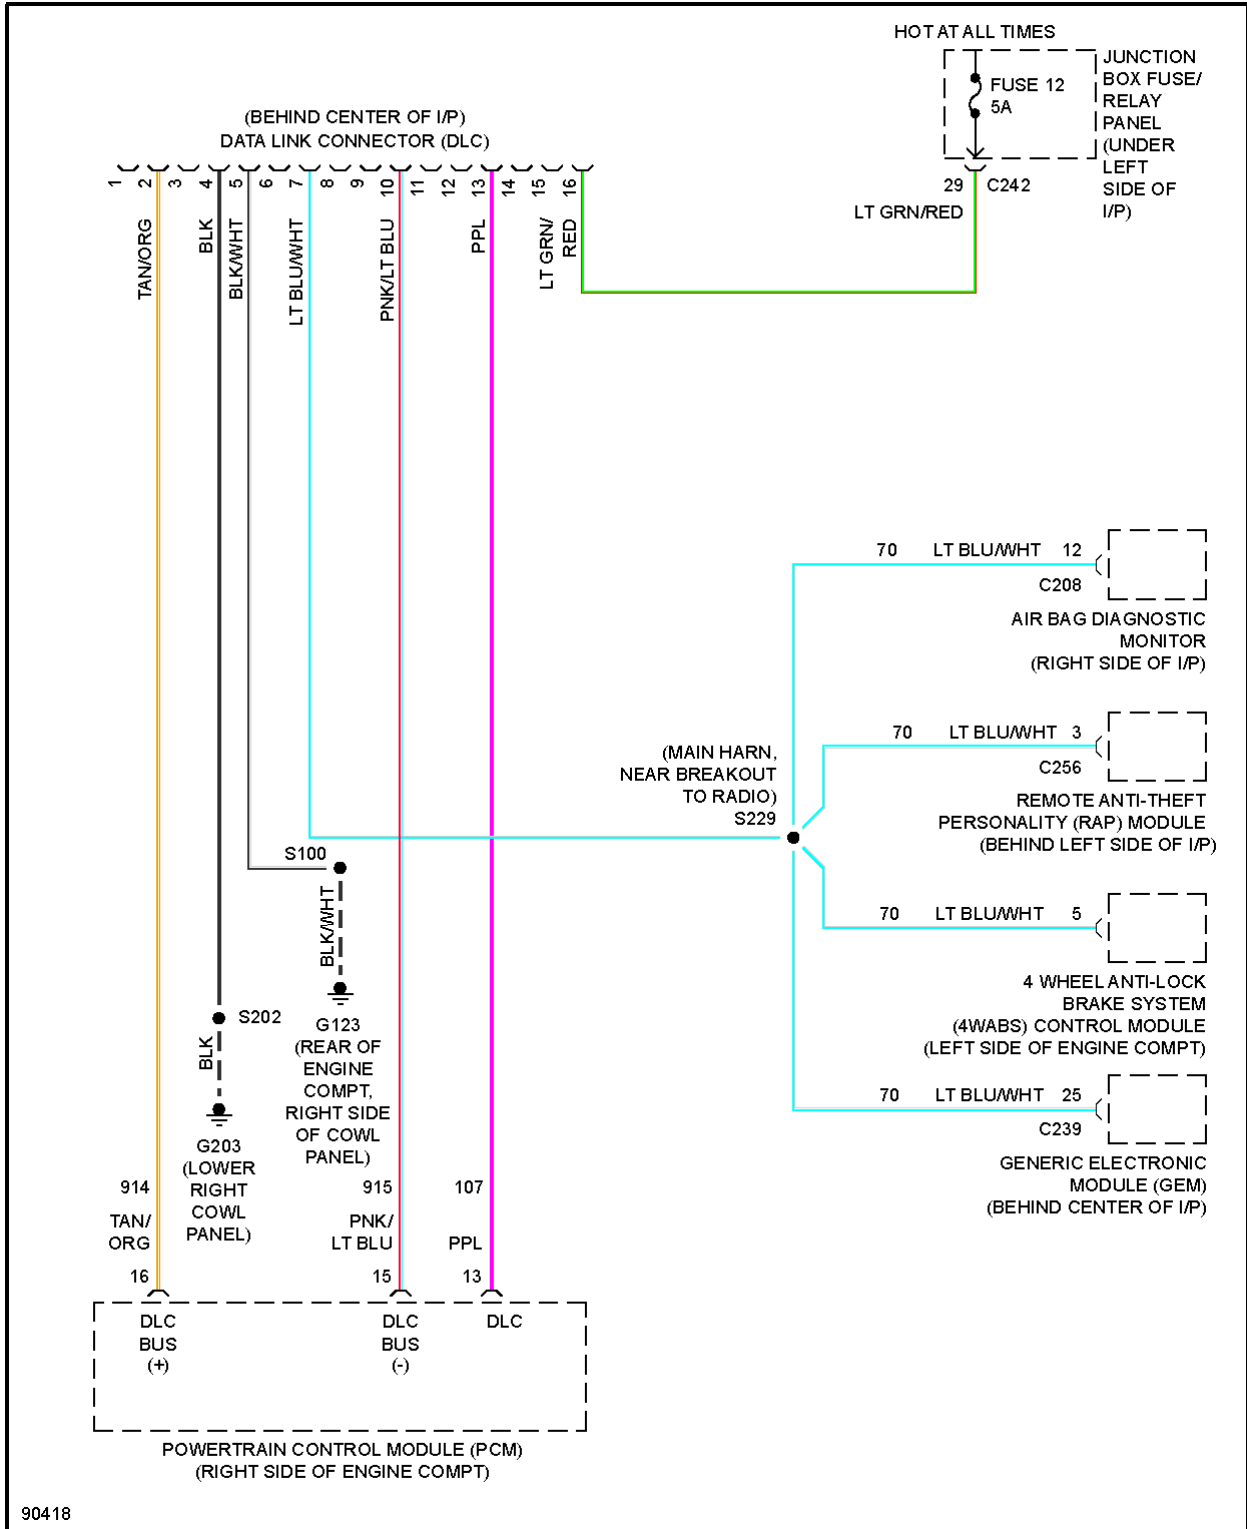 HOT AT ALL TIMES
FUSE 12
5A
JUNCTION
BOX FUSE/
RELAY
PANEL
(UNDER
LEFT
SIDE OF
I/P)
29 C242
LT GRN/RED
(BEHIND CENTER OF I/P)
DATA LINK CONNECTOR (DLC)
1 2 3 4 5 6 7 8 9 10 11 12 13 14 15 16
TAN/ORG
BLK
BLK/WHT
LT BLU/WHT
PNK/LT BLU
PPL
LT GRN/
RED
70 LT BLU/WHT 12
C208
AIR BAG DIAGNOSTIC
MONITOR
(RIGHT SIDE OF I/P)
70 LT BLU/WHT 3
C256
REMOTE ANTI-THEFT
PERSONALITY (RAP) MODULE
(BEHIND LEFT SIDE OF I/P)
(MAIN HARN,
NEAR BREAKOUT
TO RADIO)
S229
70 LT BLU/WHT 5
4 WHEEL ANTI-LOCK
BRAKE SYSTEM
(4WABS) CONTROL MODULE
(LEFT SIDE OF ENGINE COMPT)
70 LT BLU/WHT 25
C239
GENERIC ELECTRONIC
MODULE (GEM)
(BEHIND CENTER OF I/P)
S100
BLK/WHT
G123
(REAR OF
ENGINE
COMPT,
RIGHT SIDE
OF COWL
PANEL)
S202
BLK
G203
(LOWER
RIGHT
COWL
PANEL)
914
TAN/
ORG
16
915
PNK/
LT BLU
15
107
PPL
13
DLC
BUS
(+)
DLC
BUS
(-)
DLC
POWERTRAIN CONTROL MODULE (PCM)
(RIGHT SIDE OF ENGINE COMPT)
90418